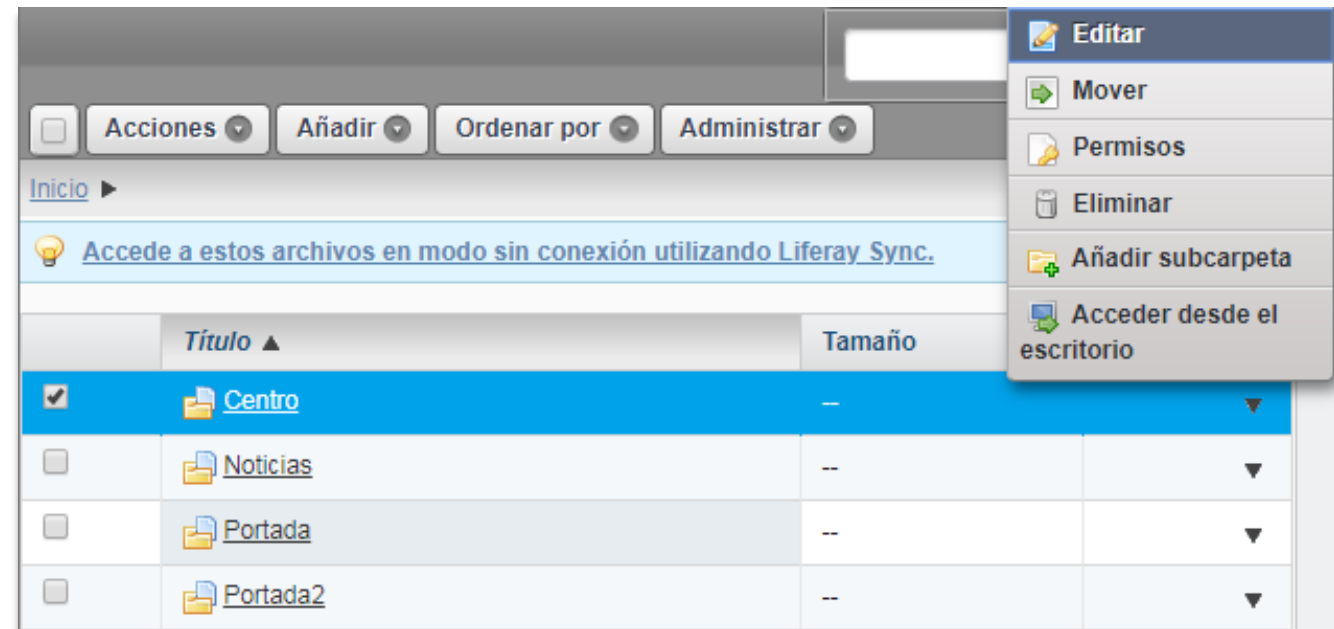 Editar
Mover
Permisos
Eliminar
Añadir subcarpeta
Acceder desde el
escritorio
Acciones Añadir Ordenar por Administrar
Inicio
Accede a estos archivos en modo sin conexión utilizando Liferay Sync.
Título Tamaño
Centro --
Noticias --
Portada --
Portada2 --